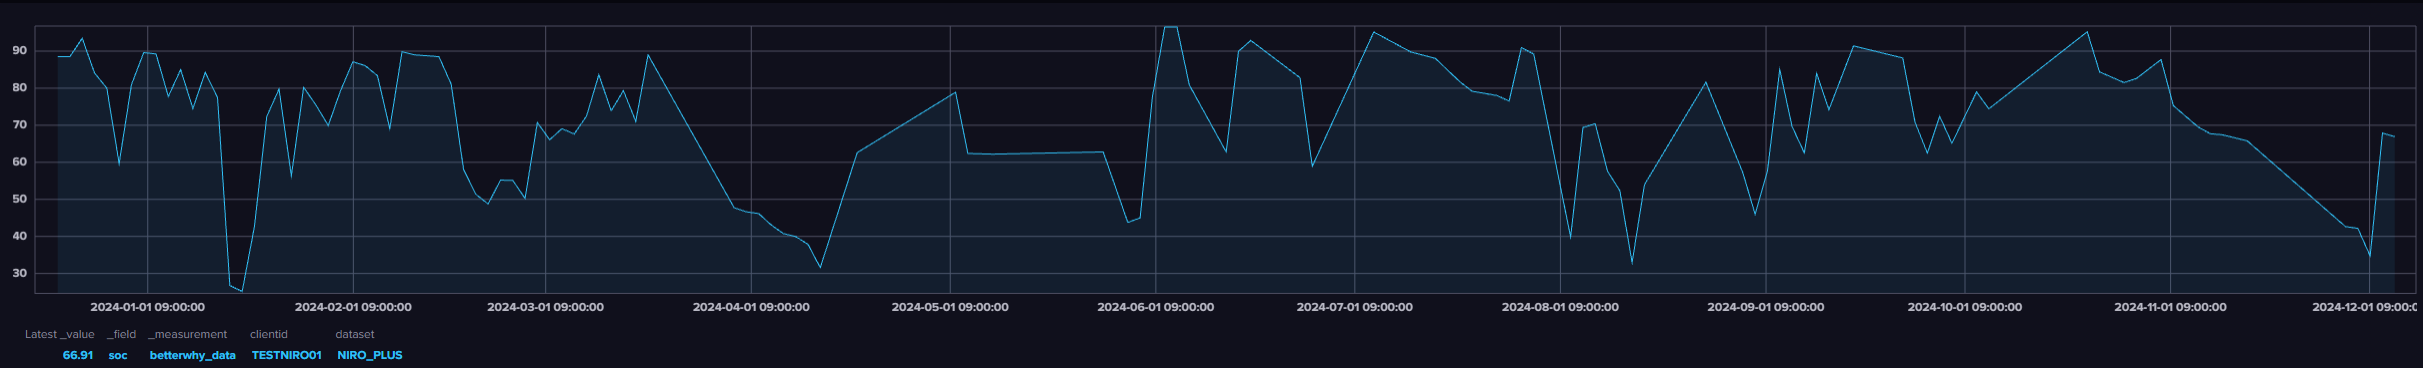 90
80
70
60
50
40
30
2024-01-01 09:00:00 2024-02-01 09:00:00 2024-03-01 09:00:00 2024-04-01 09:00:00 2024-05-01 09:00:00 2024-06-01 09:00:00 2024-07-01 09:00:00 2024-08-01 09:00:00 2024-09-01 09:00:00 2024-10-01 09:00:00 2024-11-01 09:00:00 2024-12-01 09:00:0
Latest _value _field _measurement clientid dataset
66.91 soc betterwhy_data TESTNIRO01 NIRO_PLUS